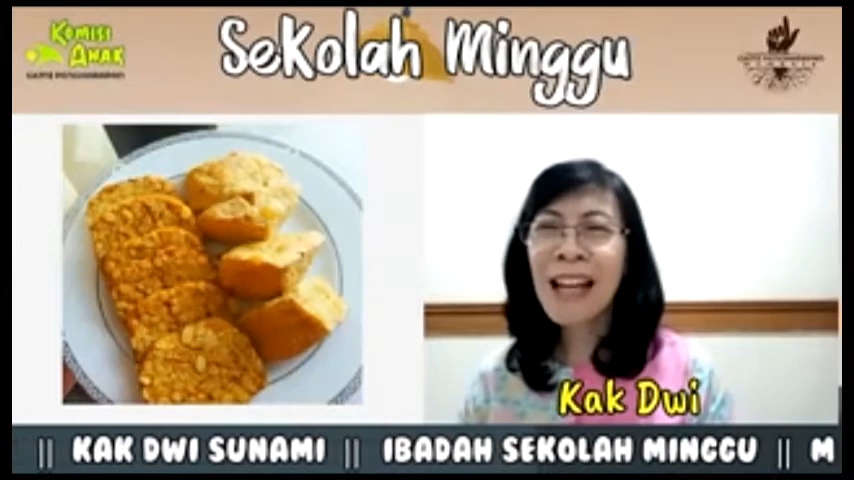 Komisi
Anak
Sekolah Minggu
Kak Dwi
|| KAK DWI SUNAMI || IBADAH SEKOLAH MINGGU || M